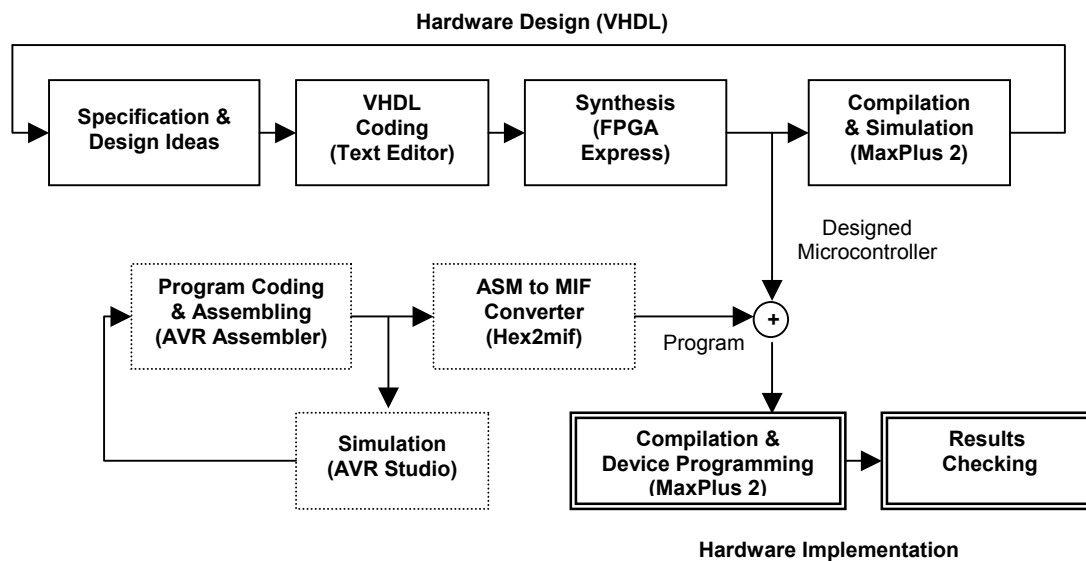 Hardware Design (VHDL)
Specification &
Design Ideas
VHDL
Coding
(Text Editor)
Synthesis
(FPGA
Express)
Compilation
& Simulation
(MaxPlus 2)
Designed
Microcontroller
Program Coding
& Assembling
(AVR Assembler)
ASM to MIF
Converter
(Hex2mif)
+
Program
Simulation
(AVR Studio)
Compilation &
Device Programming
(MaxPlus 2)
Results
Checking
Hardware Implementation